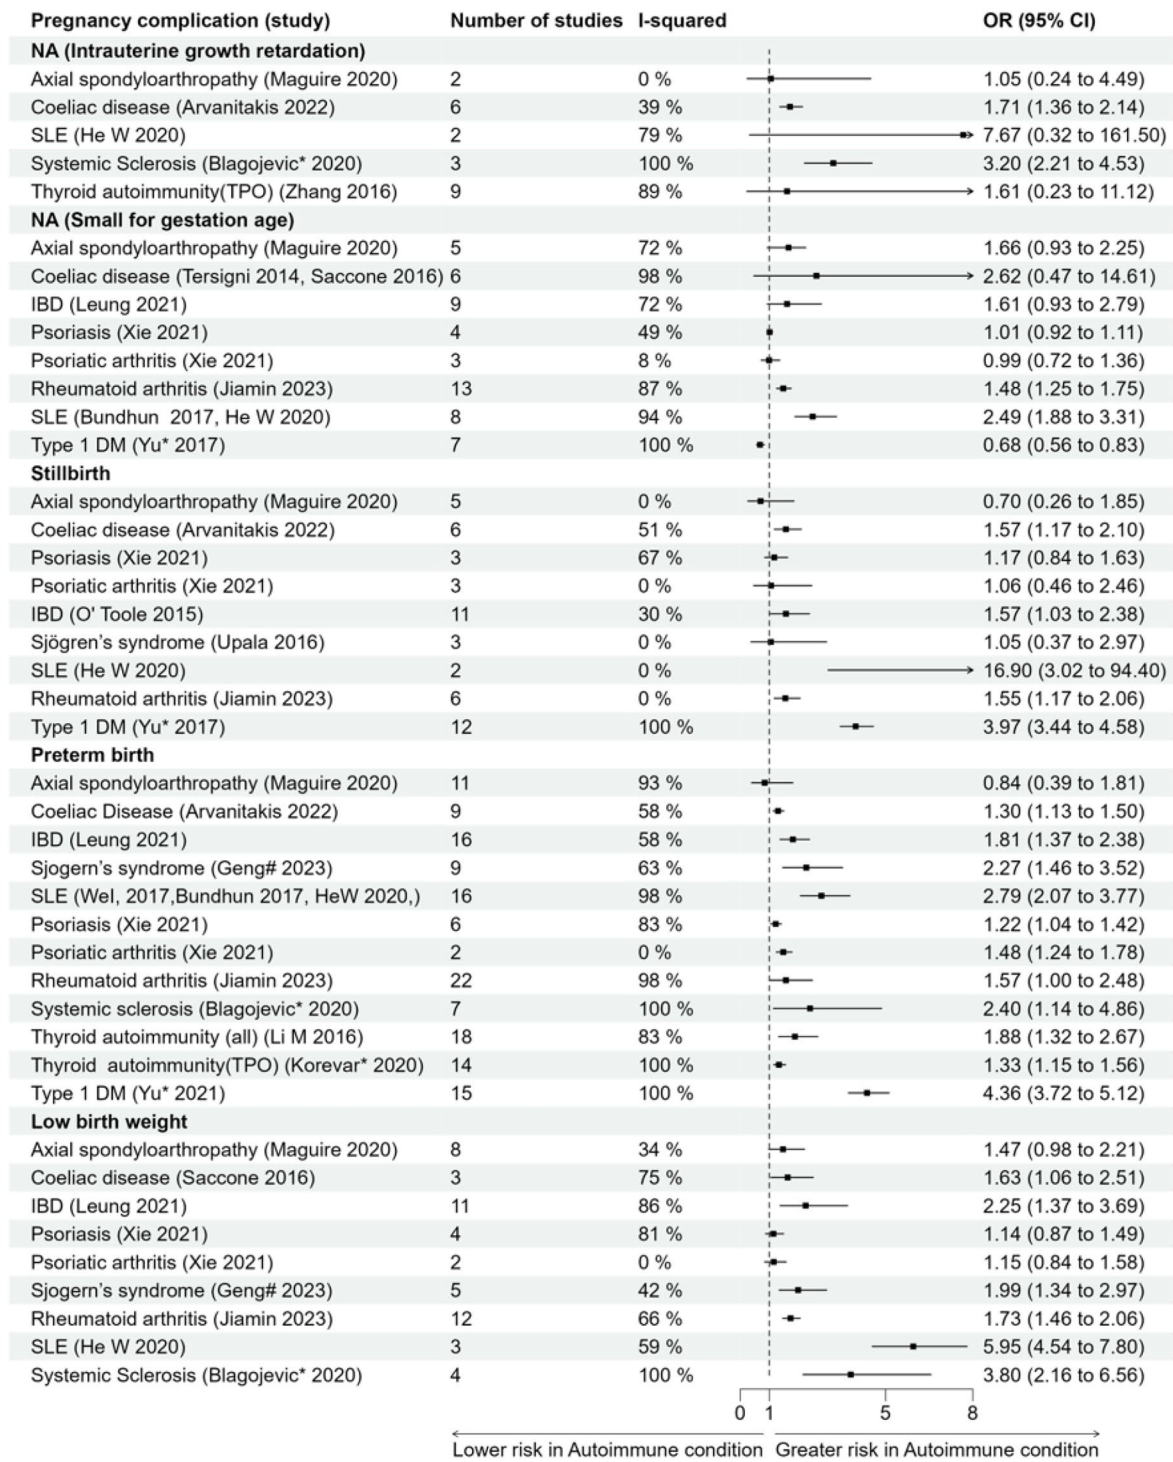 Pregnancy complication (study) Number of studies I-squared OR (95% CI)
NA (Intrauterine growth retardation)
Axial spondyloarthropathy (Maguire 2020) 2 0 % 1.05 (0.24 to 4.49)
Coeliac disease (Arvanitakis 2022) 6 39 % 1.71 (1.36 to 2.14)
SLE (He W 2020) 2 79 % 7.67 (0.32 to 161.50)
Systemic Sclerosis (Blagojevic* 2020) 3 100 % 3.20 (2.21 to 4.53)
Thyroid autoimmunity(TPO) (Zhang 2016) 9 89 % 1.61 (0.23 to 11.12)
NA (Small for gestation age)
Axial spondyloarthropathy (Maguire 2020) 5 72 % 1.66 (0.93 to 2.25)
Coeliac disease (Tersigni 2014, Saccone 2016) 6 98 % 2.62 (0.47 to 14.61)
IBD (Leung 2021) 9 72 % 1.61 (0.93 to 2.79)
Psoriasis (Xie 2021) 4 49 % 1.01 (0.92 to 1.11)
Psoriatic arthritis (Xie 2021) 3 8 % 0.99 (0.72 to 1.36)
Rheumatoid arthritis (Jiamin 2023) 13 87 % 1.48 (1.25 to 1.75)
SLE (Bundhun 2017, He W 2020) 8 94 % 2.49 (1.88 to 3.31)
Type 1 DM (Yu* 2017) 7 100 % 0.68 (0.56 to 0.83)
Stillbirth
Axial spondyloarthropathy (Maguire 2020) 5 0 % 0.70 (0.26 to 1.85)
Coeliac disease (Arvanitakis 2022) 6 51 % 1.57 (1.17 to 2.10)
Psoriasis (Xie 2021) 3 67 % 1.17 (0.84 to 1.63)
Psoriatic arthritis (Xie 2021) 3 0 % 1.06 (0.46 to 2.46)
IBD (O' Toole 2015) 11 30 % 1.57 (1.03 to 2.38)
Sjögren's syndrome (Upala 2016) 3 0 % 1.05 (0.37 to 2.97)
SLE (He W 2020) 2 0 % 16.90 (3.02 to 94.40)
Rheumatoid arthritis (Jiamin 2023) 6 0 % 1.55 (1.17 to 2.06)
Type 1 DM (Yu* 2017) 12 100 % 3.97 (3.44 to 4.58)
Preterm birth
Axial spondyloarthropathy (Maguire 2020) 11 93 % 0.84 (0.39 to 1.81)
Coeliac Disease (Arvanitakis 2022) 9 58 % 1.30 (1.13 to 1.50)
IBD (Leung 2021) 16 58 % 1.81 (1.37 to 2.38)
Sjogern's syndrome (Geng# 2023) 9 63 % 2.27 (1.46 to 3.52)
SLE (Wel, 2017,Bundhun 2017, HeW 2020,) 16 98 % 2.79 (2.07 to 3.77)
Psoriasis (Xie 2021) 6 83 % 1.22 (1.04 to 1.42)
Psoriatic arthritis (Xie 2021) 2 0 % 1.48 (1.24 to 1.78)
Rheumatoid arthritis (Jiamin 2023) 22 98 % 1.57 (1.00 to 2.48)
Systemic sclerosis (Blagojevic* 2020) 7 100 % 2.40 (1.14 to 4.86)
Thyroid autoimmunity (all) (Li M 2016) 18 83 % 1.88 (1.32 to 2.67)
Thyroid autoimmunity(TPO) (Korevar* 2020) 14 100 % 1.33 (1.15 to 1.56)
Type 1 DM (Yu* 2021) 15 100 % 4.36 (3.72 to 5.12)
Low birth weight
Axial spondyloarthropathy (Maguire 2020) 8 34 % 1.47 (0.98 to 2.21)
Coeliac disease (Saccone 2016) 3 75 % 1.63 (1.06 to 2.51)
IBD (Leung 2021) 11 86 % 2.25 (1.37 to 3.69)
Psoriasis (Xie 2021) 4 81 % 1.14 (0.87 to 1.49)
Psoriatic arthritis (Xie 2021) 2 0 % 1.15 (0.84 to 1.58)
Sjogern's syndrome (Geng# 2023) 5 42 % 1.99 (1.34 to 2.97)
Rheumatoid arthritis (Jiamin 2023) 12 66 % 1.73 (1.46 to 2.06)
SLE (He W 2020) 3 59 % 5.95 (4.54 to 7.80)
Systemic Sclerosis (Blagojevic* 2020) 4 100 % 3.80 (2.16 to 6.56)
0 1 5 8
Lower risk in Autoimmune condition Greater risk in Autoimmune condition